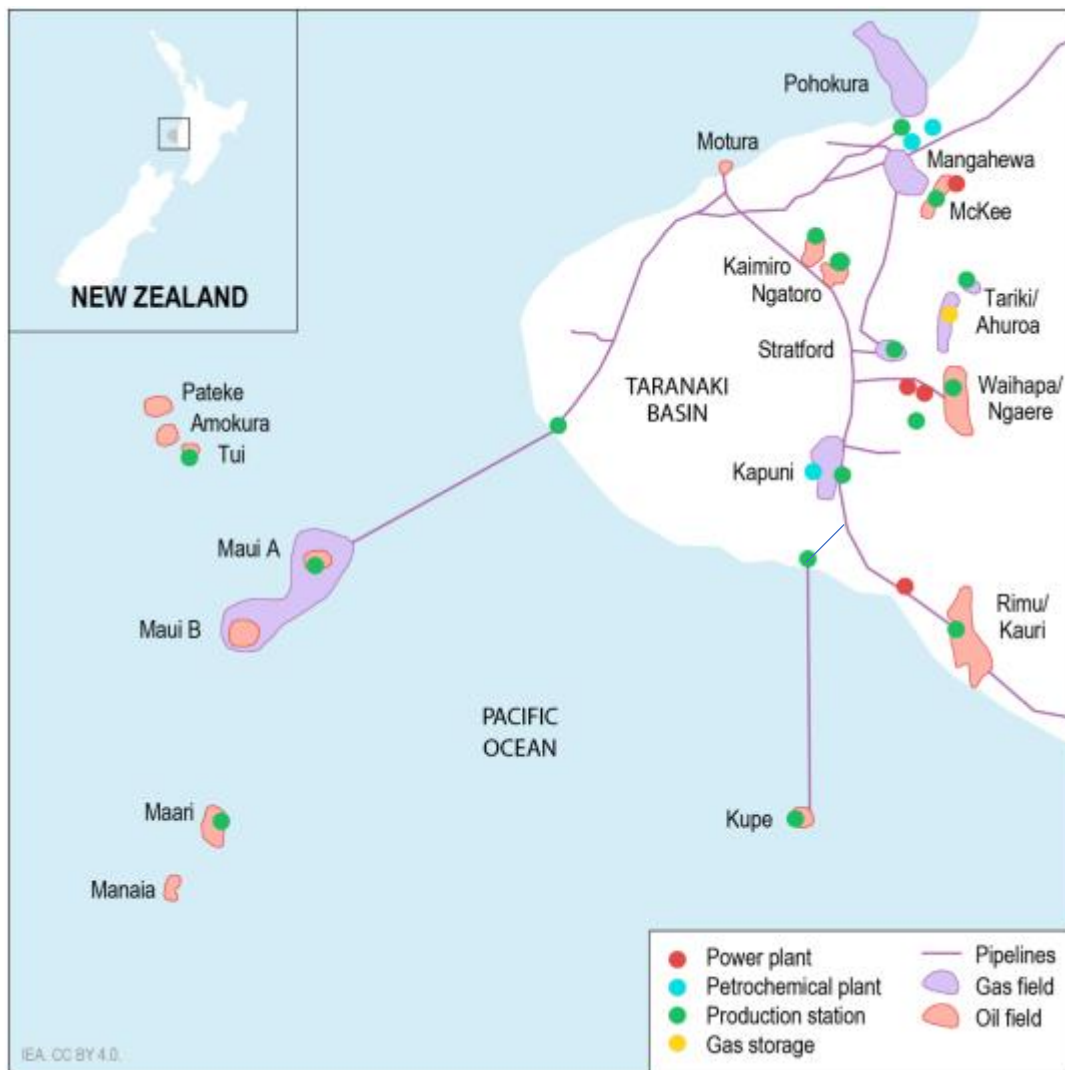 NEW ZEALAND
Pohokura
Motura
Mangahewa
McKee
Kaimiro
Ngatoro
Tariki/
Ahuroa
Stratford
TARANAKI
BASIN
Waihapa/
Ngaere
Pateke
Amokura
Tui
Kapuni
Maui A
Maui B
Rimu/
Kauri
PACIFIC
OCEAN
Maari
Kupe
Manaia
Power plant
Petrochemical plant
Production station
Gas storage
Pipelines
Gas field
Oil field
IEA. CC BY 4.0.